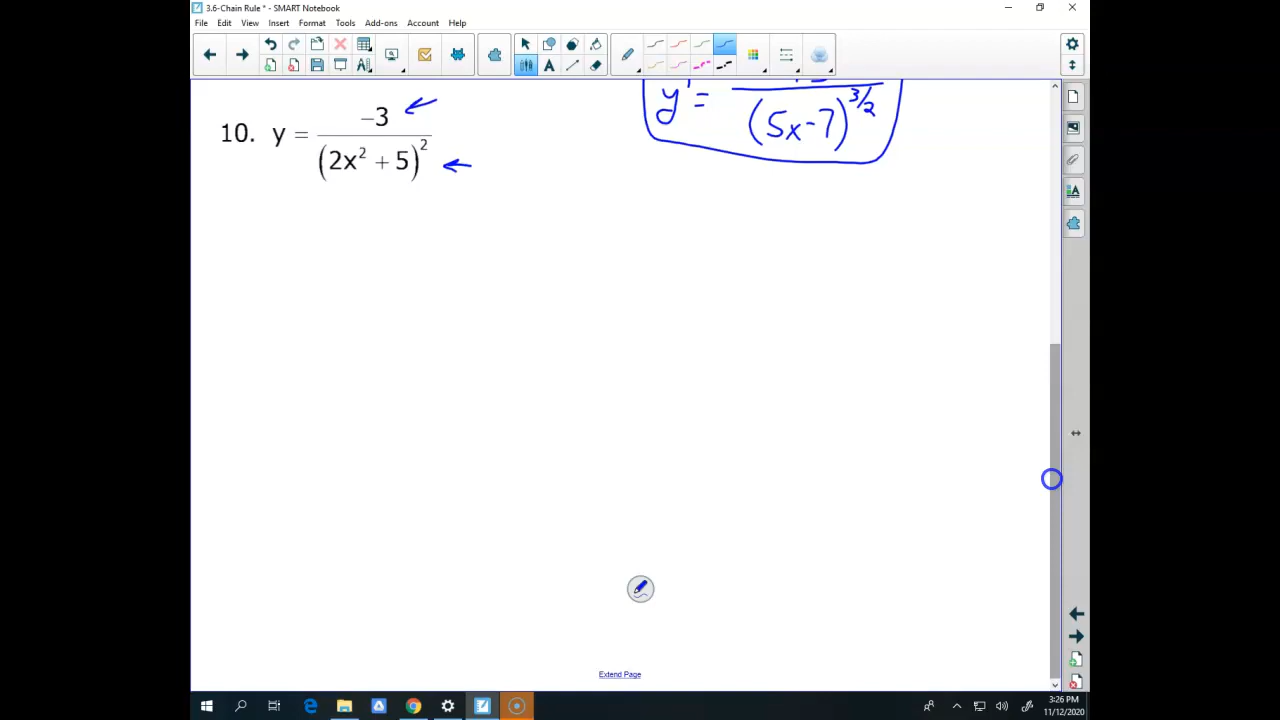 3.6-Chain Rule * - SMART Notebook
File Edit View Insert Format Tools Add-ons Account Help
10. y = −3 / (2x² + 5)²
y' = / (5x-7)^3/2
Extend Page
3:26 PM
11/12/2020